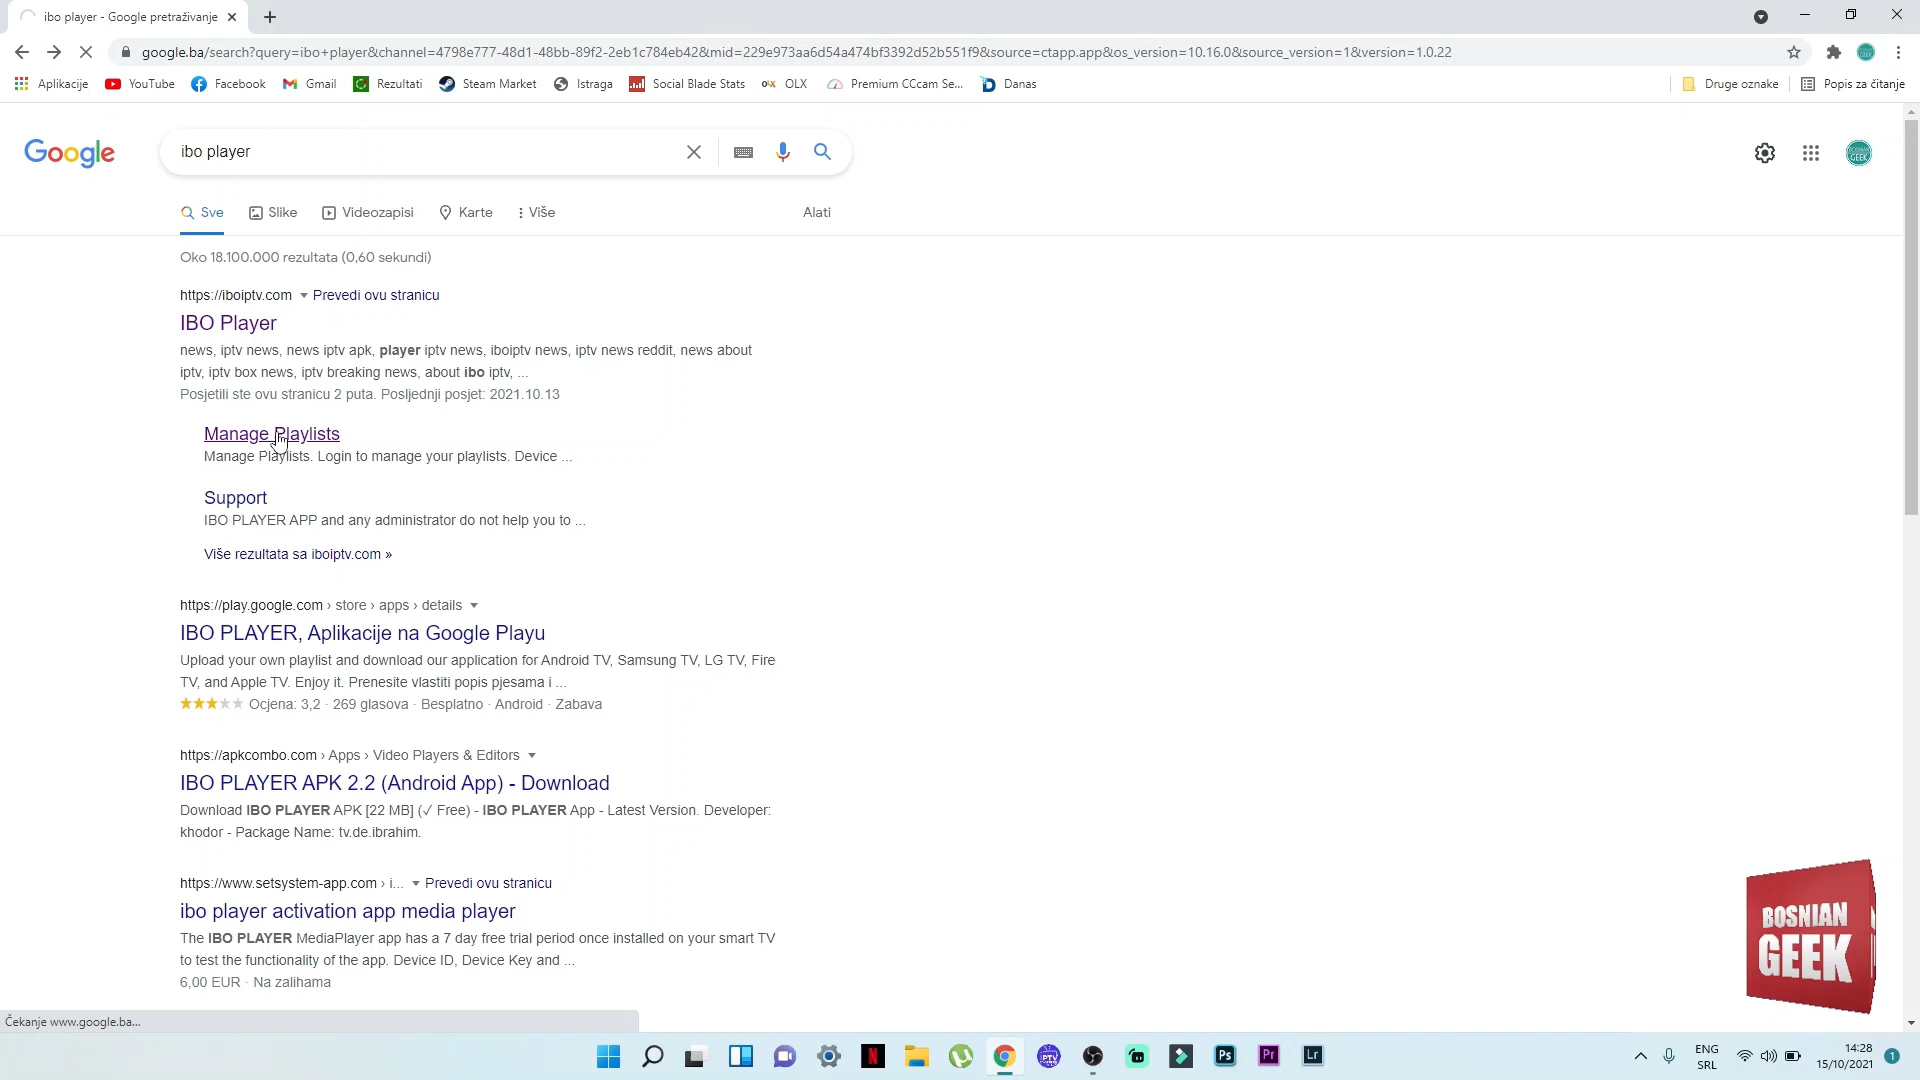 ibo player - Google pretraživanje
google.ba/search?query=ibo+player&channel=4798e777-48d1-48bb-89f2-2eb1c784eb42&mid=229e973aa6d54a474bf3392d52b551f9&source=ctapp.app&os_version=10.16.0&source_version=1&version=1.0.22
Aplikacije YouTube Facebook Gmail Rezultati Steam Market Istraga Social Blade Stats OLX Premium CCcam Se... Danas Druge oznake Popis za čitanje
Google ibo player
Sve Slike Videozapisi Karte Više Alati
Oko 18.100.000 rezultata (0,60 sekundi)
https://iboiptv.com Prevedi ovu stranicu
IBO Player
news, iptv news, news iptv apk, player iptv news, iboiptv news, iptv news reddit, news about
iptv, iptv box news, iptv breaking news, about ibo iptv, ...
Posjetili ste ovu stranicu 2 puta. Posljednji posjet: 2021.10.13
Manage Playlists
Manage Playlists. Login to manage your playlists. Device ...
Support
IBO PLAYER APP and any administrator do not help you to ...
Više rezultata sa iboiptv.com »
https://play.google.com › store › apps › details
IBO PLAYER, Aplikacije na Google Playu
Upload your own playlist and download our application for Android TV, Samsung TV, LG TV, Fire
TV, and Apple TV. Enjoy it. Prenesite vlastiti popis pjesama i ...
Ocjena: 3,2 · 269 glasova · Besplatno · Android · Zabava
https://apkcombo.com › Apps › Video Players & Editors
IBO PLAYER APK 2.2 (Android App) - Download
Download IBO PLAYER APK [22 MB] (✓ Free) - IBO PLAYER App - Latest Version. Developer:
khodor - Package Name: tv.de.ibrahim.
https://www.setsystem-app.com › i... Prevedi ovu stranicu
ibo player activation app media player
The IBO PLAYER MediaPlayer app has a 7 day free trial period once installed on your smart TV
to test the functionality of the app. Device ID, Device Key and ...
6,00 EUR · Na zalihama
BOSNIAN
GEEK
Čekanje www.google.ba...
Ps Pr Lr
ENG
SRL
14:28
15/10/2021
1